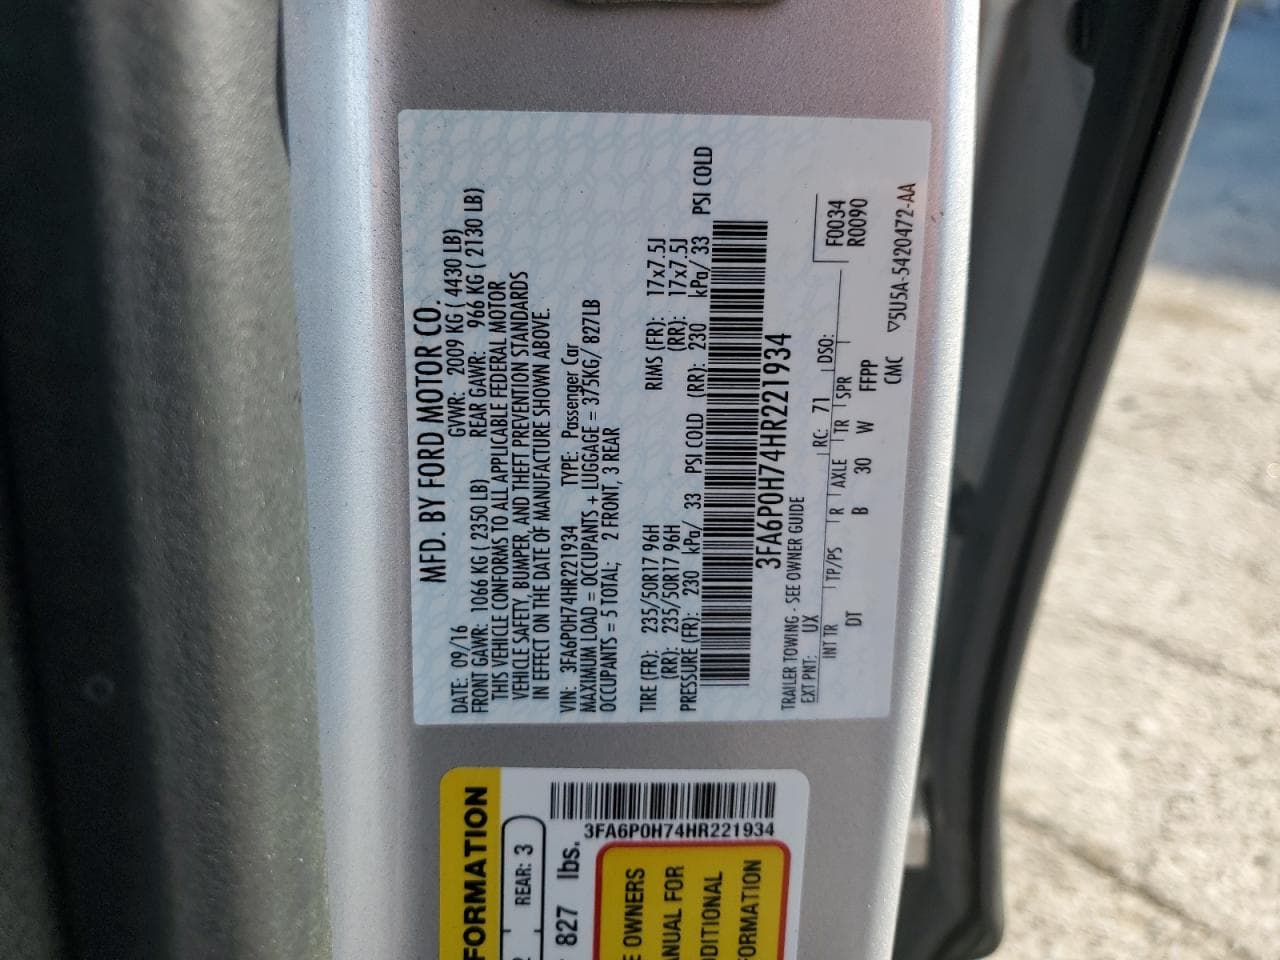 MFD. BY FORD MOTOR CO.
DATE: 09/16 GVWR: 2009 KG ( 4430 LB)
FRONT GAWR: 1066 KG ( 2350 LB) REAR GAWR: 966 KG ( 2130 LB)
THIS VEHICLE CONFORMS TO ALL APPLICABLE FEDERAL MOTOR
VEHICLE SAFETY, BUMPER, AND THEFT PREVENTION STANDARDS
IN EFFECT ON THE DATE OF MANUFACTURE SHOWN ABOVE.
VIN: 3FA6P0H74HR221934 TYPE: Passenger Car
MAXIMUM LOAD = OCCUPANTS + LUGGAGE = 375KG/ 827LB
OCCUPANTS = 5 TOTAL; 2 FRONT, 3 REAR
TIRE (FR): 235/50R17 96H RIMS (FR): 17x7.5J
(RR): 235/50R17 96H (RR): 17x7.5J
PRESSURE (FR): 230 kPa/ 33 PSI COLD (RR): 230 kPa/ 33 PSI COLD
3FA6P0H74HR221934
TRAILER TOWING - SEE OWNER GUIDE
EXT PNT: UX RC: 71 DSO: F0034
R0090
INT TR TP/PS R AXLE TR SPR
DT B 30 W FFPP
CMC ▽5U5A-5420472-AA
FORMATION
REAR: 3
827 lbs.
3FA6P0H74HR221934
E OWNERS
ANUAL FOR
DDITIONAL
FORMATION